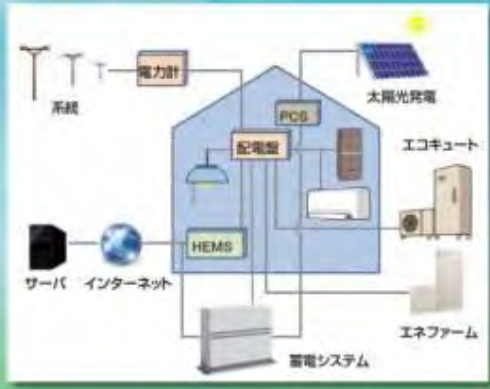 電力計
系統
太陽光発電
PCS
配電盤
エコキュート
HEMS
サーバ
インターネット
エネファーム
蓄電システム